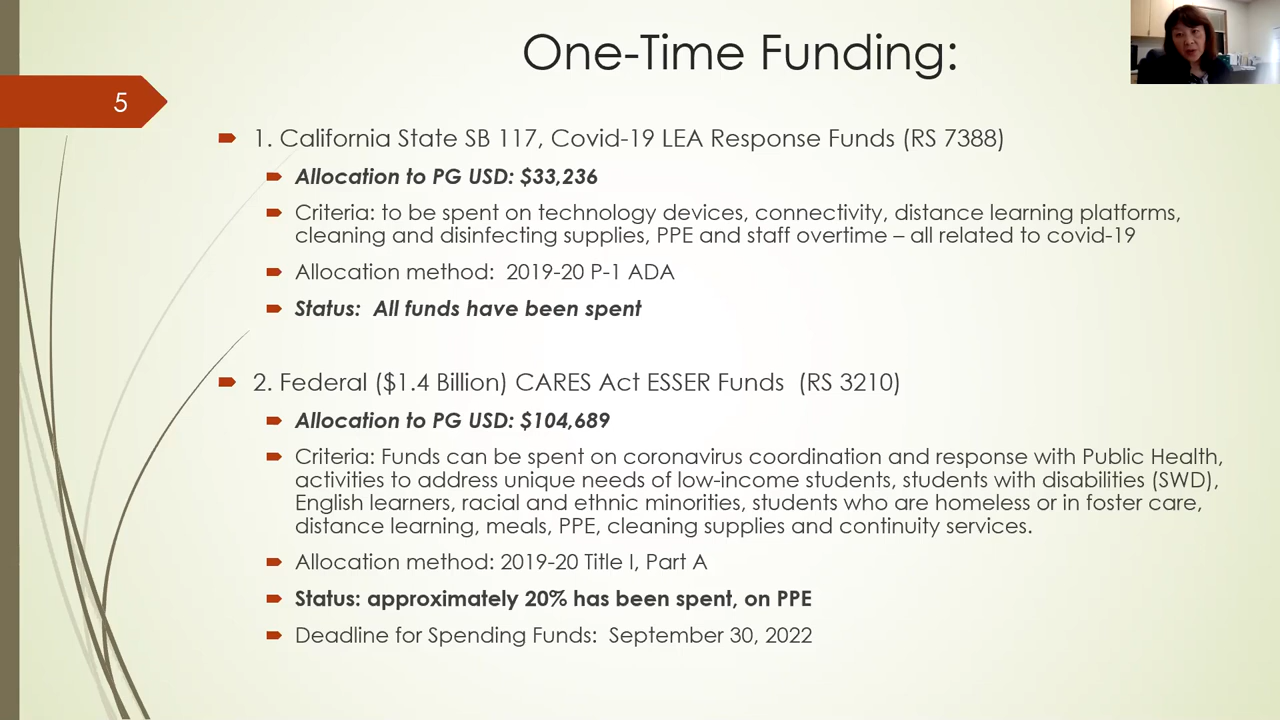 One-Time Funding:
5
1. California State SB 117, Covid-19 LEA Response Funds (RS 7388)
Allocation to PG USD: $33,236
Criteria: to be spent on technology devices, connectivity, distance learning platforms,
cleaning and disinfecting supplies, PPE and staff overtime – all related to covid-19
Allocation method:  2019-20 P-1 ADA
Status:  All funds have been spent
2. Federal ($1.4 Billion) CARES Act ESSER Funds  (RS 3210)
Allocation to PG USD: $104,689
Criteria: Funds can be spent on coronavirus coordination and response with Public Health,
activities to address unique needs of low-income students, students with disabilities (SWD),
English learners, racial and ethnic minorities, students who are homeless or in foster care,
distance learning, meals, PPE, cleaning supplies and continuity services.
Allocation method: 2019-20 Title I, Part A
Status: approximately 20% has been spent, on PPE
Deadline for Spending Funds:  September 30, 2022